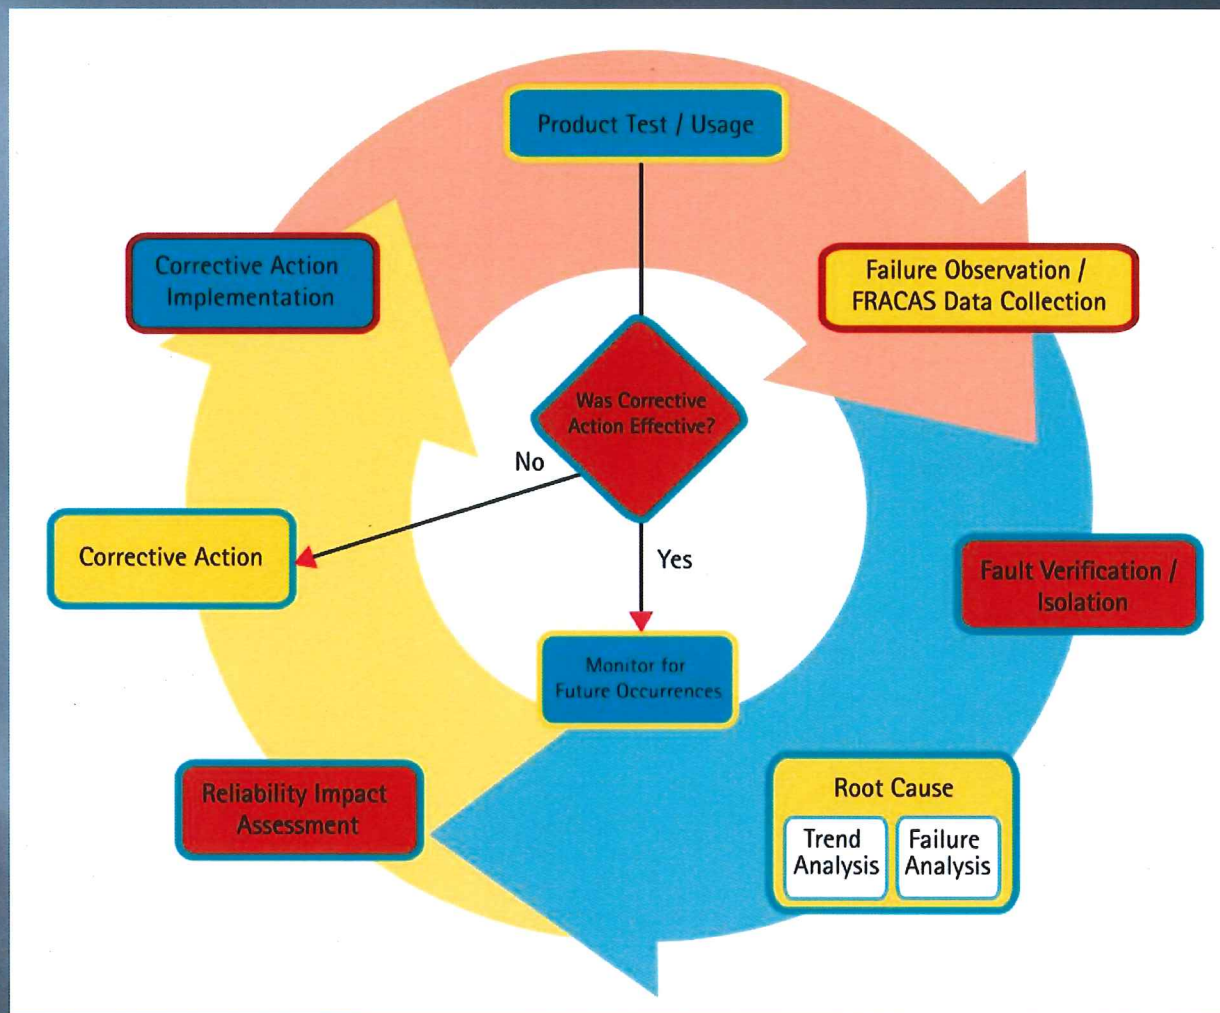 Product Test / Usage
Corrective Action
Implementation
Failure Observation /
FRACAS Data Collection
Was Corrective
Action Effective?
No
Yes
Corrective Action
Fault Verification /
Isolation
Monitor for
Future Occurrences
Reliability Impact
Assessment
Root Cause
Trend
Analysis
Failure
Analysis